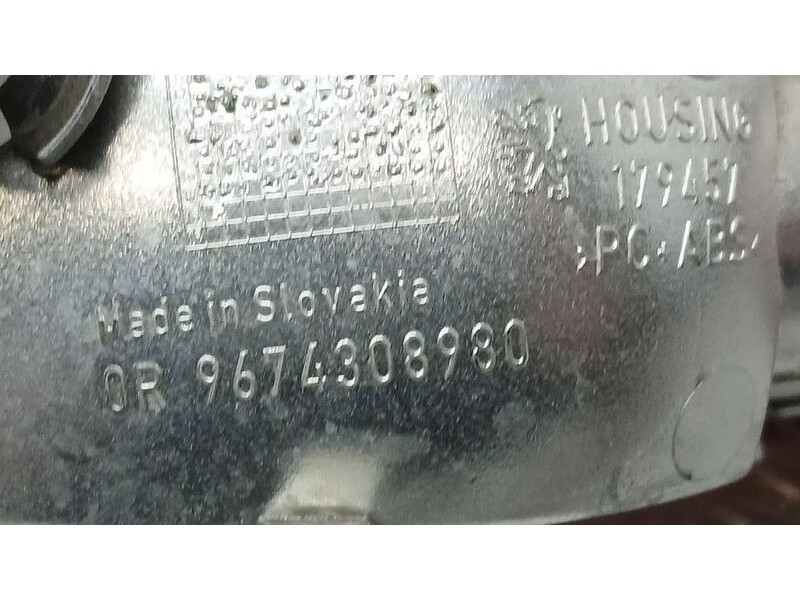 HOUSING
179457
>PC+ABS<
Made in Slovakia
OR 9674308980